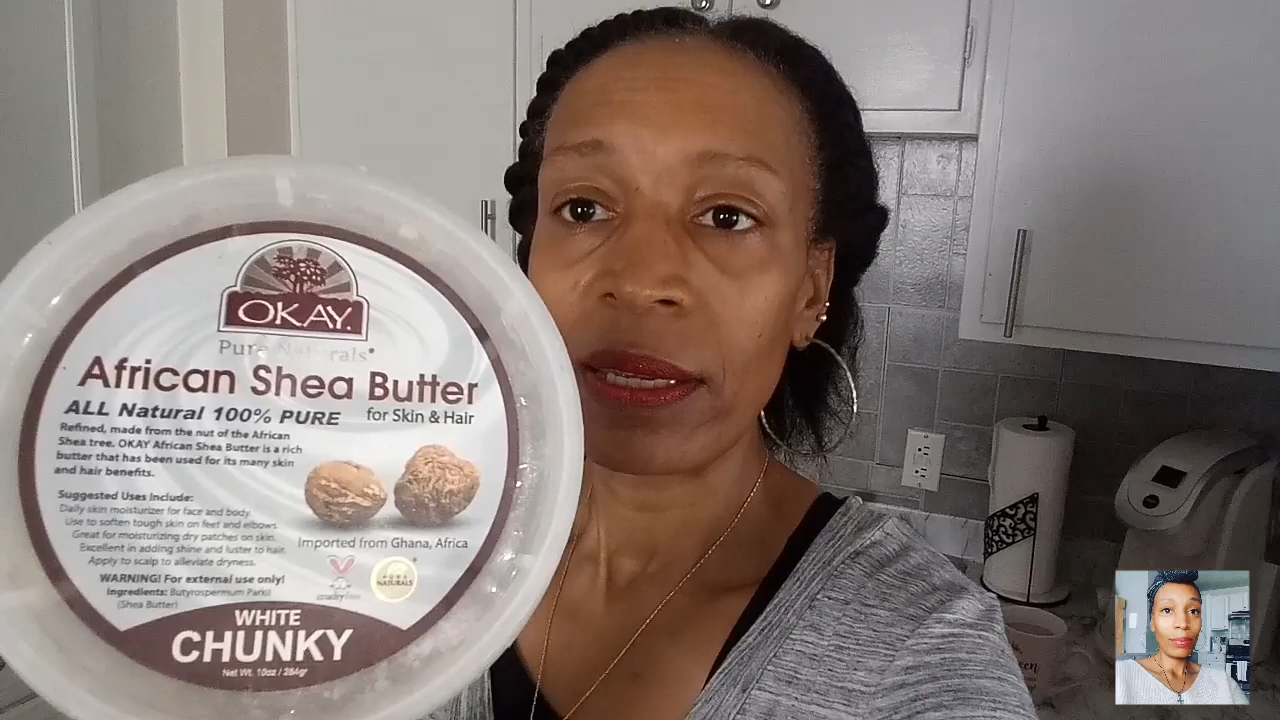 OKAY.
Pure Naturals
African Shea Butter
ALL Natural 100% PURE
for Skin & Hair
Refined, made from the nut of the African
Shea tree. OKAY African Shea Butter is a rich
butter that has been used for its many skin
and hair benefits.
Suggested Uses Include:
Daily skin moisturizer for face and body.
Use to soften tough skin on feet and elbows.
Great for moisturizing dry patches on skin.
Excellent in adding shine and luster to hair.
Apply to scalp to alleviate dryness.
Imported from Ghana, Africa
WARNING! For external use only!
Ingredients: Butyrospermum Parkii
(Shea Butter)
cruelty free
PURE
NATURALS
WHITE
CHUNKY
Net Wt. 10oz / 284gr